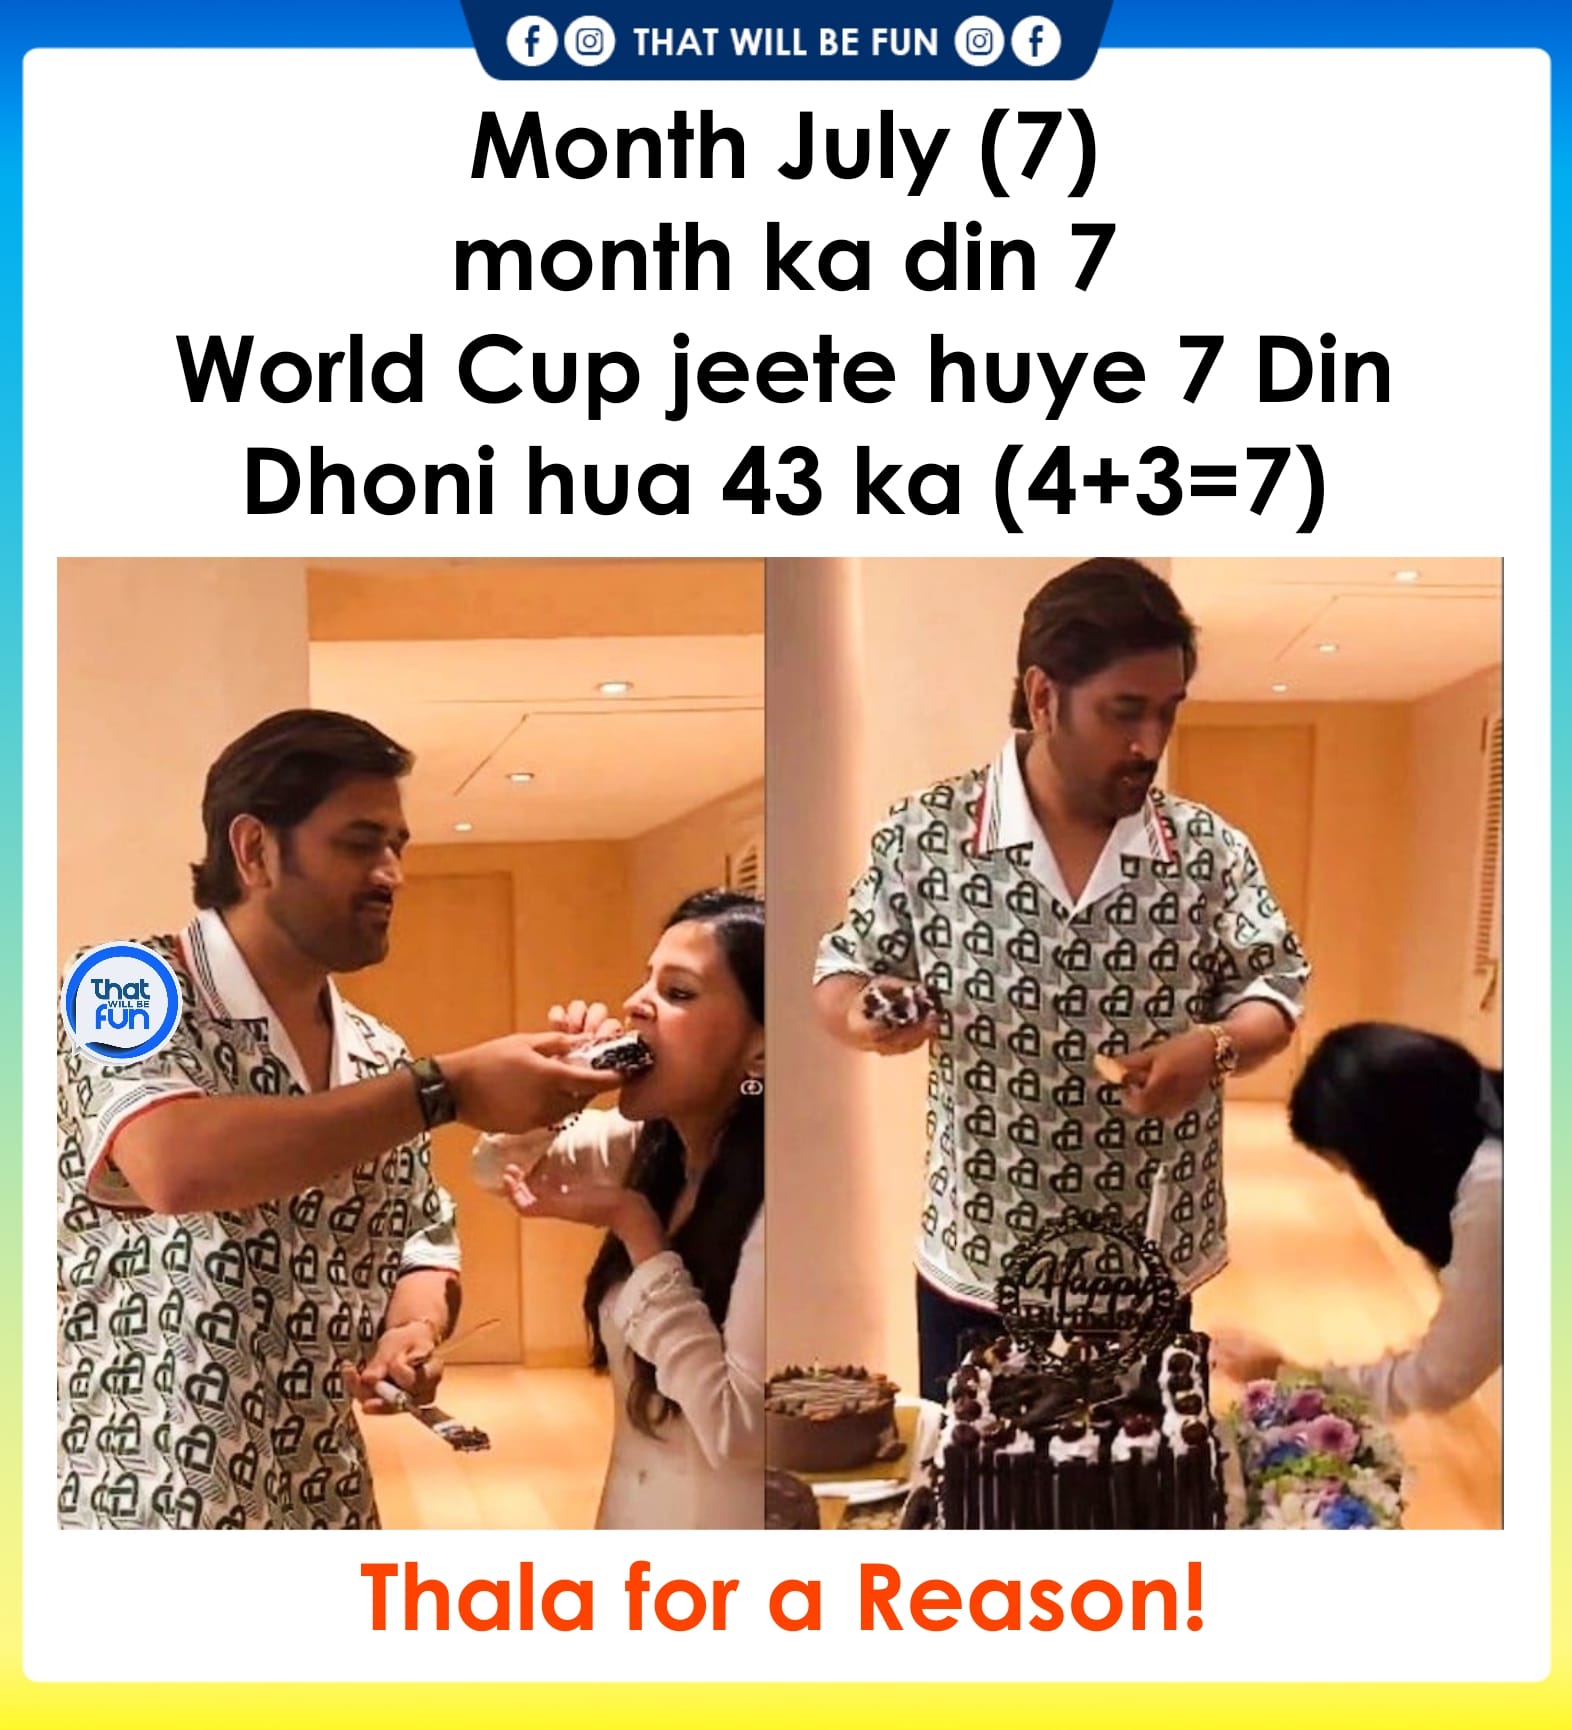 THAT WILL BE FUN
Month July (7)
month ka din 7
World Cup jeete huye 7 Din
Dhoni hua 43 ka (4+3=7)
That
WILL BE
fun
Happy
Birthday
Thala for a Reason!